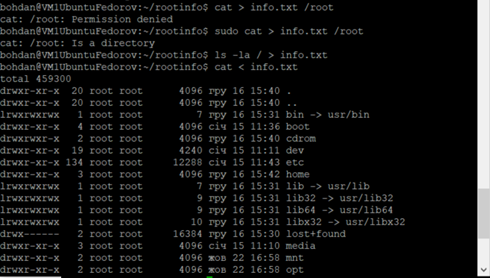 bohdan@VM1UbuntuFedorov:~/rootinfo$ cat > info.txt /root
cat: /root: Permission denied
bohdan@VM1UbuntuFedorov:~/rootinfo$ sudo cat > info.txt /root
cat: /root: Is a directory
bohdan@VM1UbuntuFedorov:~/rootinfo$ ls -la / > info.txt
bohdan@VM1UbuntuFedorov:~/rootinfo$ cat < info.txt
total 459300
drwxr-xr-x  20 root root      4096 гру 16 15:40 .
drwxr-xr-x  20 root root      4096 гру 16 15:40 ..
lrwxrwxrwx   1 root root         7 гру 16 15:31 bin -> usr/bin
drwxr-xr-x   4 root root      4096 січ 15 11:36 boot
drwxrwxr-x   2 root root      4096 гру 16 15:40 cdrom
drwxr-xr-x  19 root root      4240 січ 15 11:11 dev
drwxr-xr-x 134 root root     12288 січ 15 11:43 etc
drwxr-xr-x   3 root root      4096 гру 16 15:42 home
lrwxrwxrwx   1 root root         7 гру 16 15:31 lib -> usr/lib
lrwxrwxrwx   1 root root         9 гру 16 15:31 lib32 -> usr/lib32
lrwxrwxrwx   1 root root         9 гру 16 15:31 lib64 -> usr/lib64
lrwxrwxrwx   1 root root        10 гру 16 15:31 libx32 -> usr/libx32
drwx------   2 root root     16384 гру 16 15:30 lost+found
drwxr-xr-x   3 root root      4096 січ 15 11:10 media
drwxr-xr-x   2 root root      4096 жов 22 16:58 mnt
drwxr-xr-x   2 root root      4096 жов 22 16:58 opt